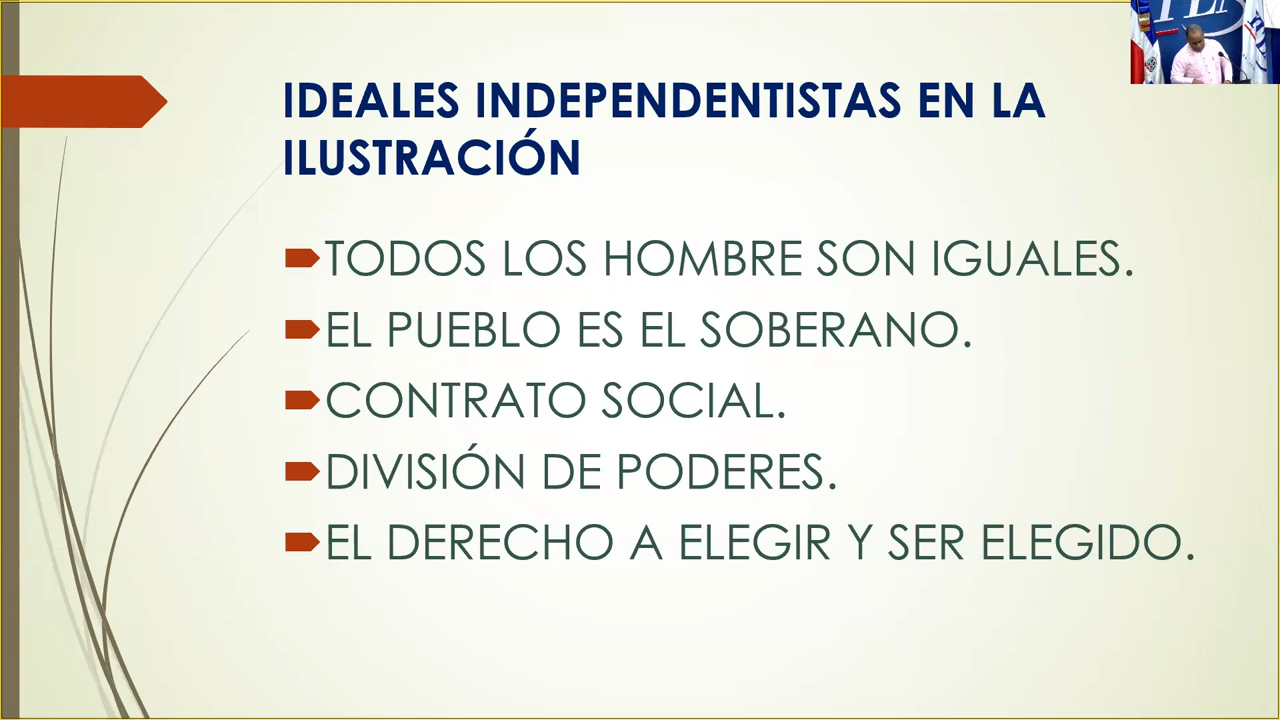 IDEALES INDEPENDENTISTAS EN LA
ILUSTRACIÓN
TODOS LOS HOMBRE SON IGUALES.
EL PUEBLO ES EL SOBERANO.
CONTRATO SOCIAL.
DIVISIÓN DE PODERES.
EL DERECHO A ELEGIR Y SER ELEGIDO.